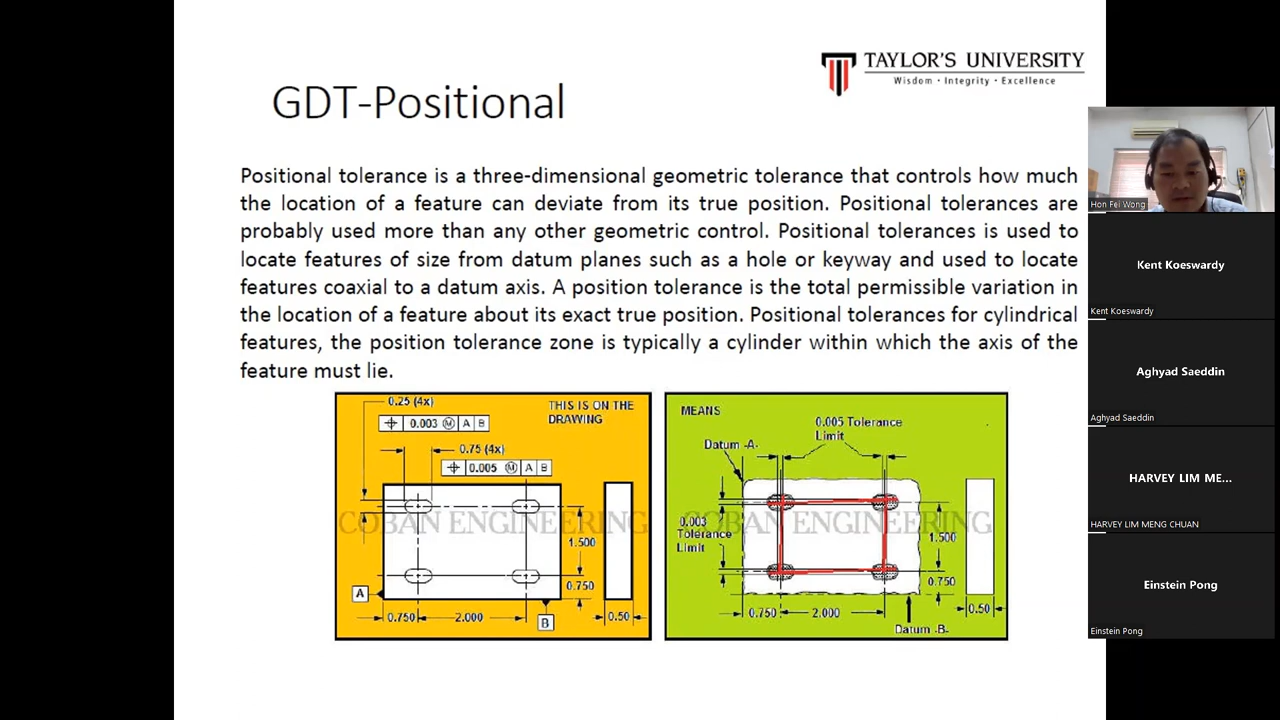 TAYLOR'S UNIVERSITY
Wisdom · Integrity · Excellence
GDT-Positional
Positional tolerance is a three-dimensional geometric tolerance that controls how much
the location of a feature can deviate from its true position. Positional tolerances are
probably used more than any other geometric control. Positional tolerances is used to
locate features of size from datum planes such as a hole or keyway and used to locate
features coaxial to a datum axis. A position tolerance is the total permissible variation in
the location of a feature about its exact true position. Positional tolerances for cylindrical
features, the position tolerance zone is typically a cylinder within which the axis of the
feature must lie.
0.25 (4x)
THIS IS ON THE
DRAWING
0.003 Ⓜ A B
0.75 (4x)
0.005 Ⓜ A B
COBAN ENGINEERING
1.500
0.750
A
0.750
2.000
B
0.50
MEANS
0.005 Tolerance
Limit
Datum -A-
0.003
Tolerance
Limit
COBAN ENGINEERING
1.500
0.750
0.750
2.000
0.50
Datum -B-
Hon Fei Wong
Kent Koeswardy
Kent Koeswardy
Aghyad Saeddin
Aghyad Saeddin
HARVEY LIM ME...
HARVEY LIM MENG CHUAN
Einstein Pong
Einstein Pong